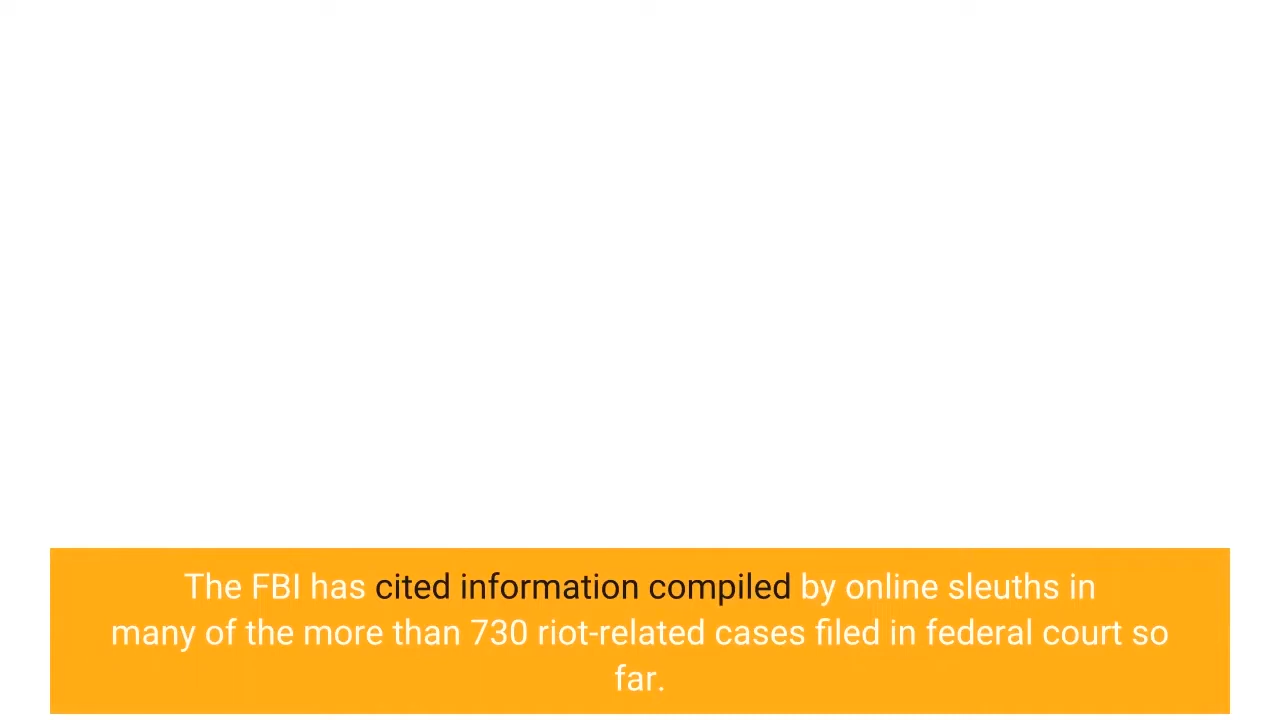 The FBI has cited information compiled by online sleuths in
many of the more than 730 riot-related cases filed in federal court so
far.